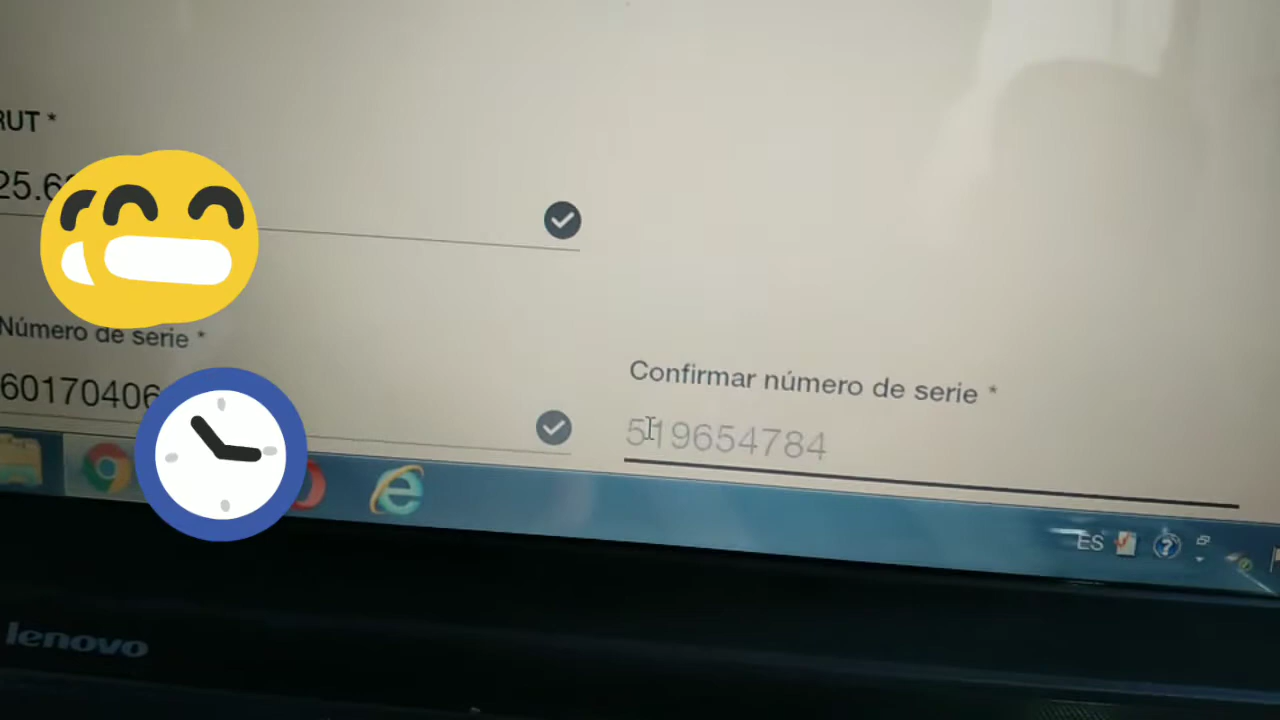 RUT *
25.6
Número de serie *
60170406
Confirmar número de serie *
519654784
ES
lenovo